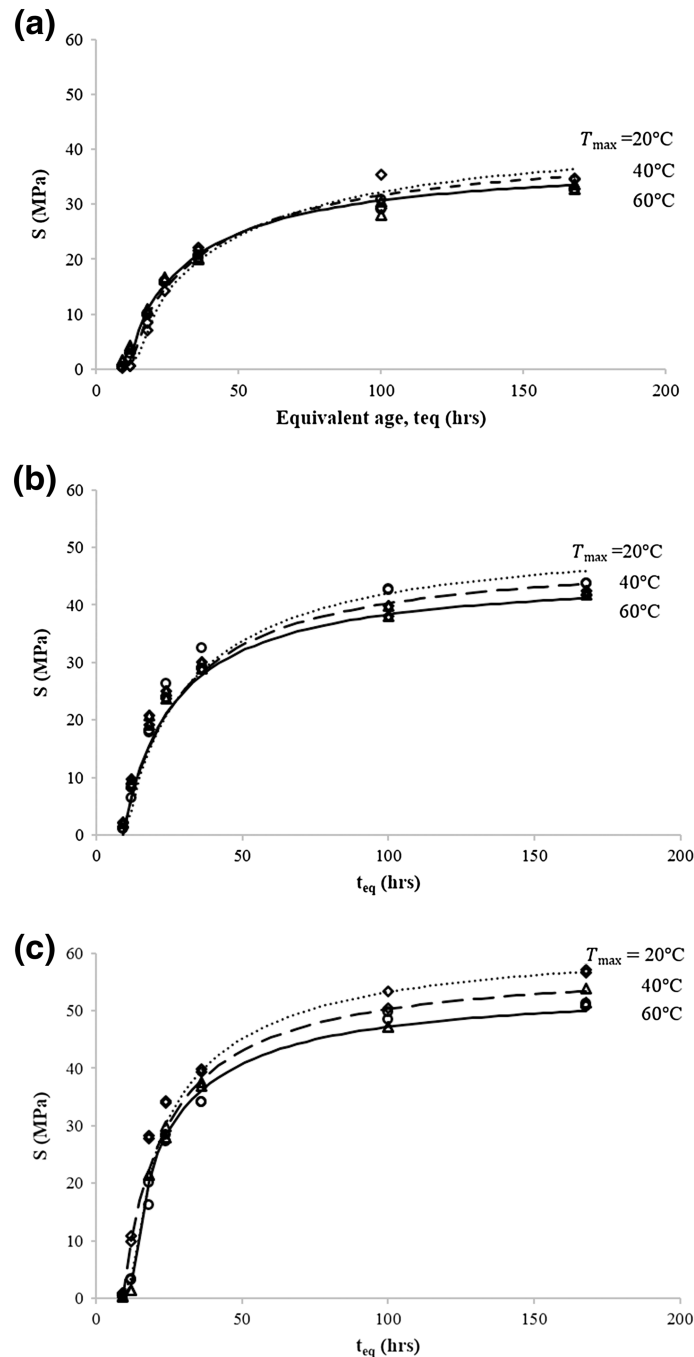 (a)
60
50
40
30
20
10
0
S (MPa)
Tmax =20°C
40°C
60°C
0 50 100 150 200
Equivalent age, teq (hrs)
(b)
60
50
40
30
20
10
0
S (MPa)
Tmax =20°C
40°C
60°C
0 50 100 150 200
teq (hrs)
(c)
60
50
40
30
20
10
0
S (MPa)
Tmax = 20°C
40°C
60°C
0 50 100 150 200
teq (hrs)